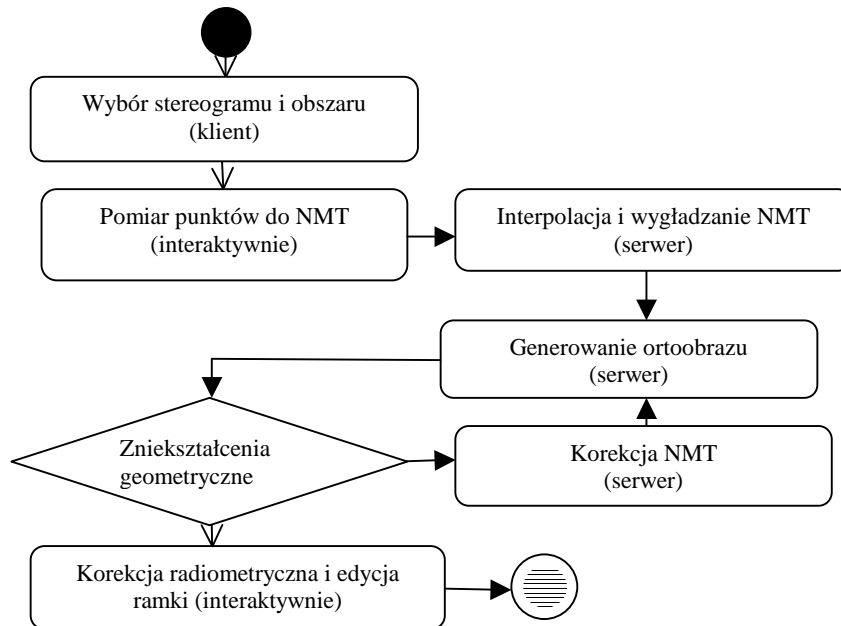 Wybór stereogramu i obszaru
(klient)
Pomiar punktów do NMT
(interaktywnie)
Interpolacja i wygładzanie NMT
(serwer)
Generowanie ortoobrazu
(serwer)
Zniekształcenia
geometryczne
Korekcja NMT
(serwer)
Korekcja radiometryczna i edycja
ramki (interaktywnie)